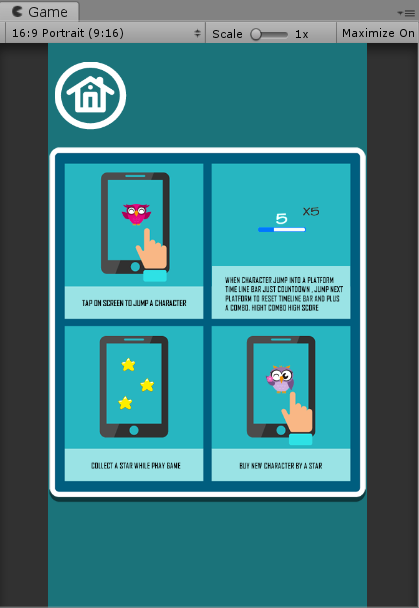 Game
16:9 Portrait (9:16)
Scale
1x
Maximize On
5
X5
TAP ON SCREEN TO JUMP A CHARACTER
WHEN CHARACTER JUMP INTO A PLATFORM
TIME LINE BAR JUST COUNTDOWN , JUMP NEXT
PLATFORM TO RESET TIMELINE BAR AND PLUS
A COMBO. HIGHT COMBO HIGH SCORE
COLLECT A STAR WHILE PHAY GAME
BUY NEW CHARACTER BY A STAR